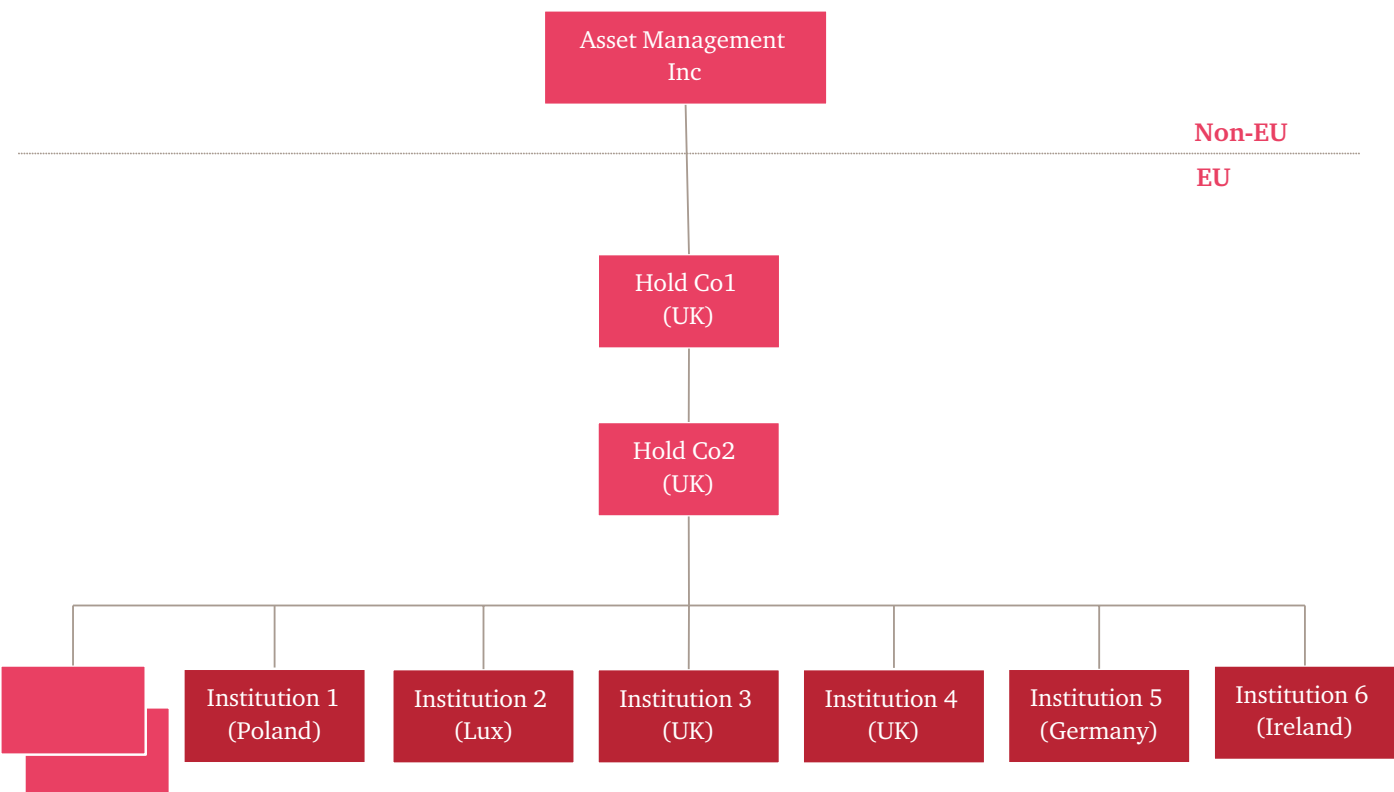 Asset Management
Inc
Non-EU
EU
Hold Co1
(UK)
Hold Co2
(UK)
Institution 1
(Poland)
Institution 2
(Lux)
Institution 3
(UK)
Institution 4
(UK)
Institution 5
(Germany)
Institution 6
(Ireland)